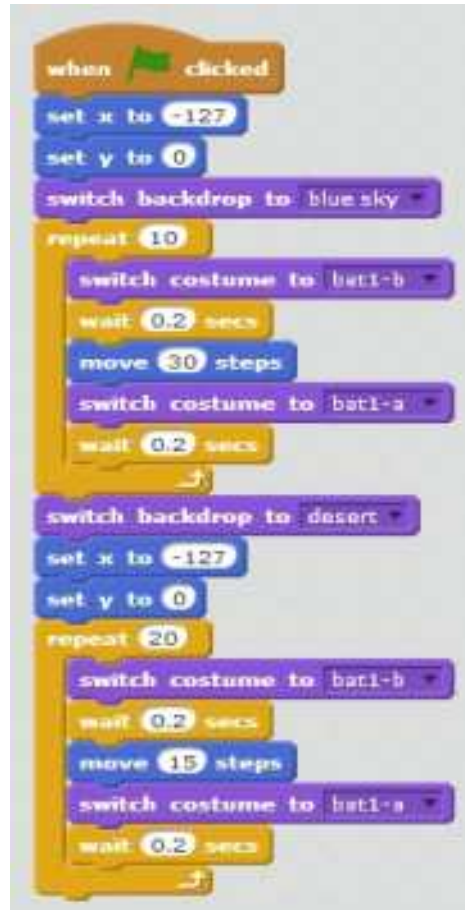 when clicked
set x to -127
set y to 0
switch backdrop to blue sky
repeat 10
switch costume to bat1-b
wait 0.2 secs
move 30 steps
switch costume to bat1-a
wait 0.2 secs
switch backdrop to desert
set x to -127
set y to 0
repeat 20
switch costume to bat1-b
wait 0.2 secs
move 15 steps
switch costume to bat1-a
wait 0.2 secs